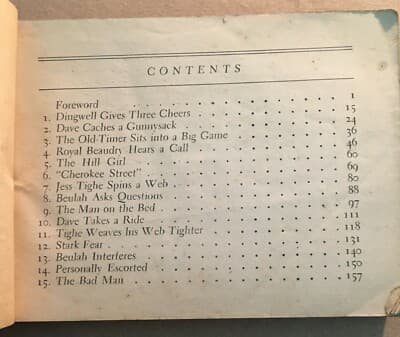 CONTENTS
Foreword 1
1. Dingwell Gives Three Cheers 15
2. Dave Caches a Gunnysack 24
3. The Old-Timer Sits into a Big Game 36
4. Royal Beaudry Hears a Call 46
5. The Hill Girl 60
6. "Cherokee Street" 69
7. Jess Tighe Spins a Web 80
8. Beulah Asks Questions 88
9. The Man on the Bed 97
10. Dave Takes a Ride 111
11. Tighe Weaves his Web Tighter 118
12. Stark Fear 131
13. Beulah Interferes 140
14. Personally Escorted 150
15. The Bad Man 157